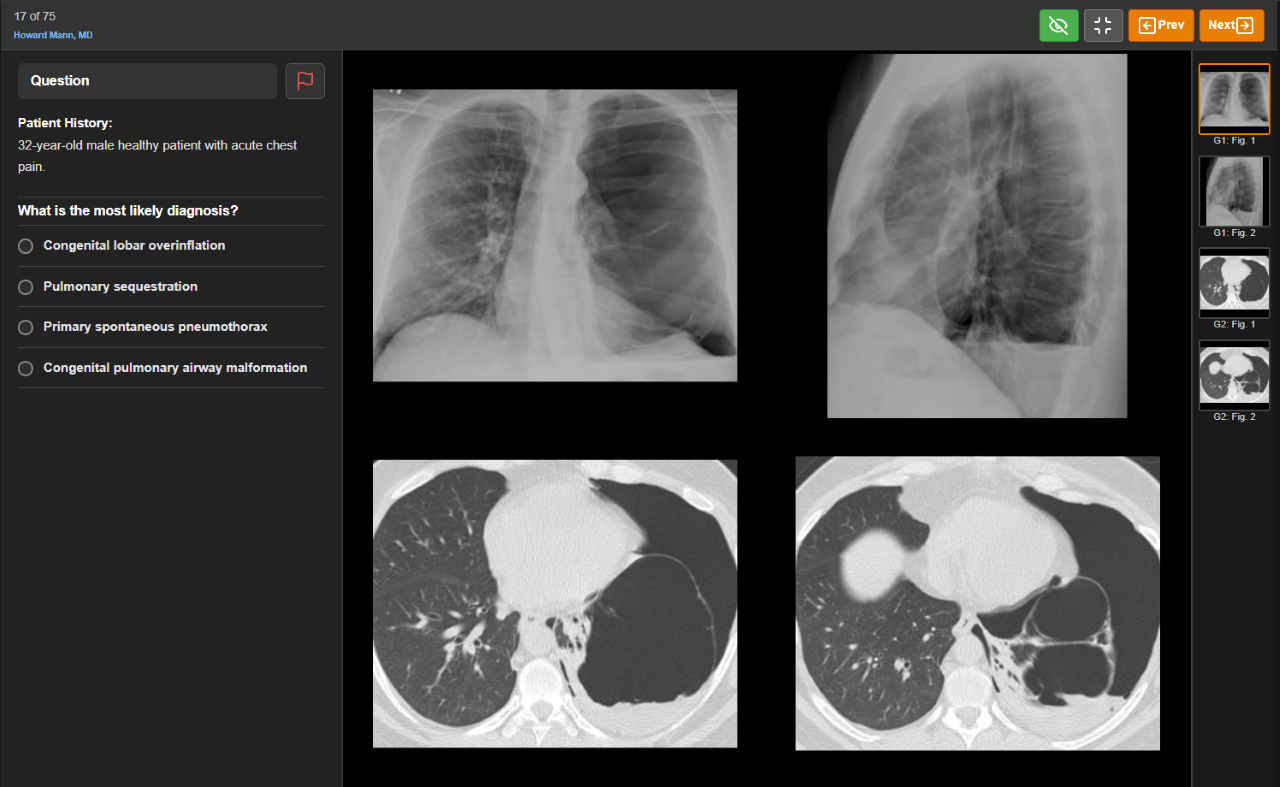 17 of 75
Howard Mann, MD
Prev
Next
Question
Patient History:
32-year-old male healthy patient with acute chest
pain.
What is the most likely diagnosis?
Congenital lobar overinflation
Pulmonary sequestration
Primary spontaneous pneumothorax
Congenital pulmonary airway malformation
G1: Fig. 1
G1: Fig. 2
G2: Fig. 1
G2: Fig. 2